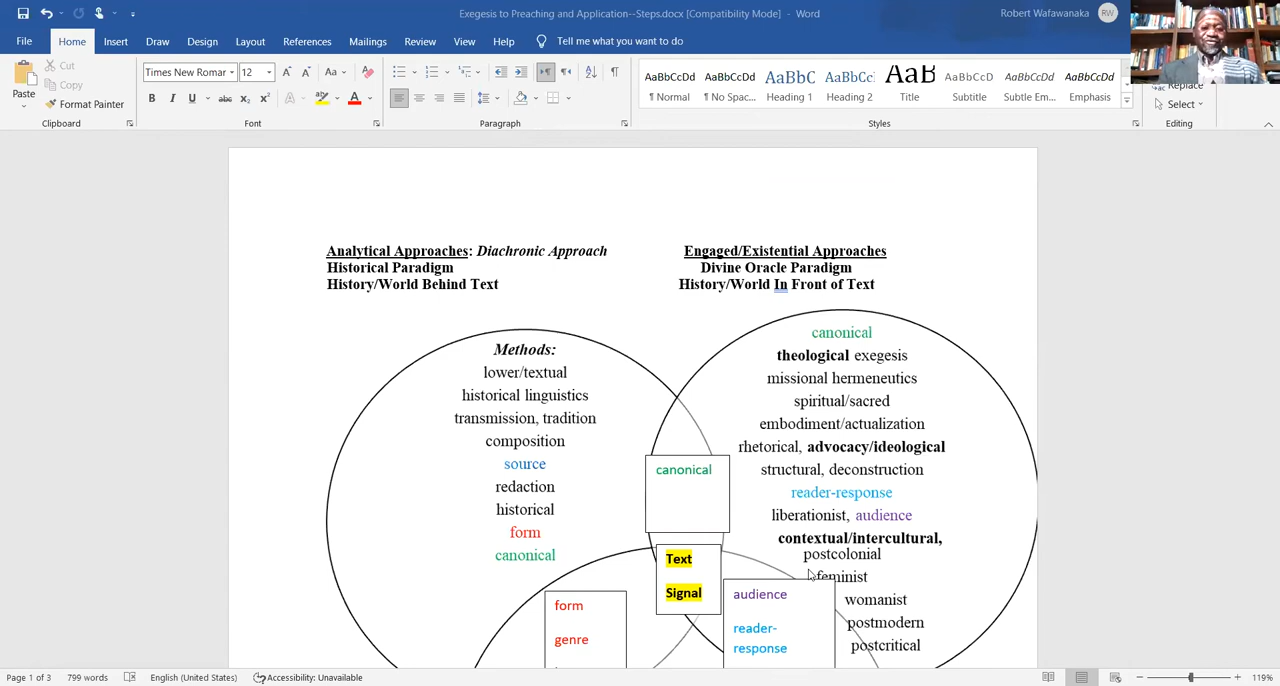 Exegesis to Preaching and Application--Steps.docx [Compatibility Mode] - Word
Robert Wafawanaka
RW
File Home Insert Draw Design Layout References Mailings Review View Help Tell me what you want to do
Paste
Cut
Copy
Format Painter
Clipboard
Times New Romar 12
Aa
B I U abc x₂ x²
A
Font
Paragraph
AaBbCcDd
¶ Normal
AaBbCcDd
¶ No Spac...
AaBbC
Heading 1
AaBbC
Heading 2
AaB
Title
AaBbCcD
Subtitle
AaBbCcDd
Subtle Em...
AaBbCcDd
Emphasis
Styles
Replace
Select
Editing
Analytical Approaches: Diachronic Approach
Historical Paradigm
History/World Behind Text
Engaged/Existential Approaches
Divine Oracle Paradigm
History/World In Front of Text
Methods:
lower/textual
historical linguistics
transmission, tradition
composition
source
redaction
historical
form
canonical
canonical
theological exegesis
missional hermeneutics
spiritual/sacred
embodiment/actualization
rhetorical, advocacy/ideological
structural, deconstruction
reader-response
liberationist, audience
contextual/intercultural,
postcolonial
feminist
womanist
postmodern
postcritical
canonical
Text
Signal
form
genre
audience
reader-
response
Page 1 of 3 799 words English (United States) Accessibility: Unavailable
119%